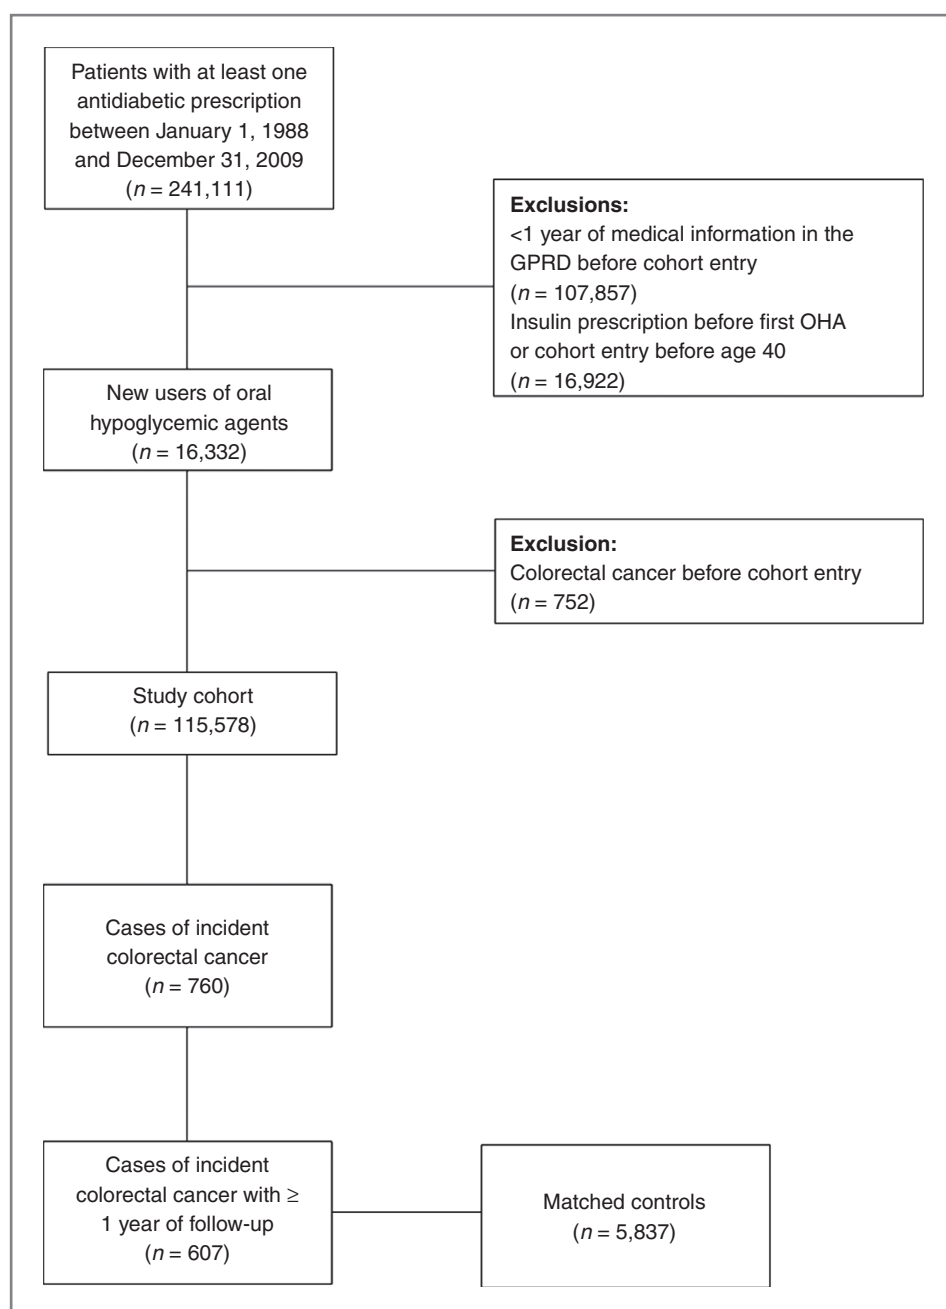 Patients with at least one
antidiabetic prescription
between January 1, 1988
and December 31, 2009
(n = 241,111)
Exclusions:
<1 year of medical information in the
GPRD before cohort entry
(n = 107,857)
Insulin prescription before first OHA
or cohort entry before age 40
(n = 16,922)
New users of oral
hypoglycemic agents
(n = 16,332)
Exclusion:
Colorectal cancer before cohort entry
(n = 752)
Study cohort
(n = 115,578)
Cases of incident
colorectal cancer
(n = 760)
Cases of incident
colorectal cancer with ≥
1 year of follow-up
(n = 607)
Matched controls
(n = 5,837)